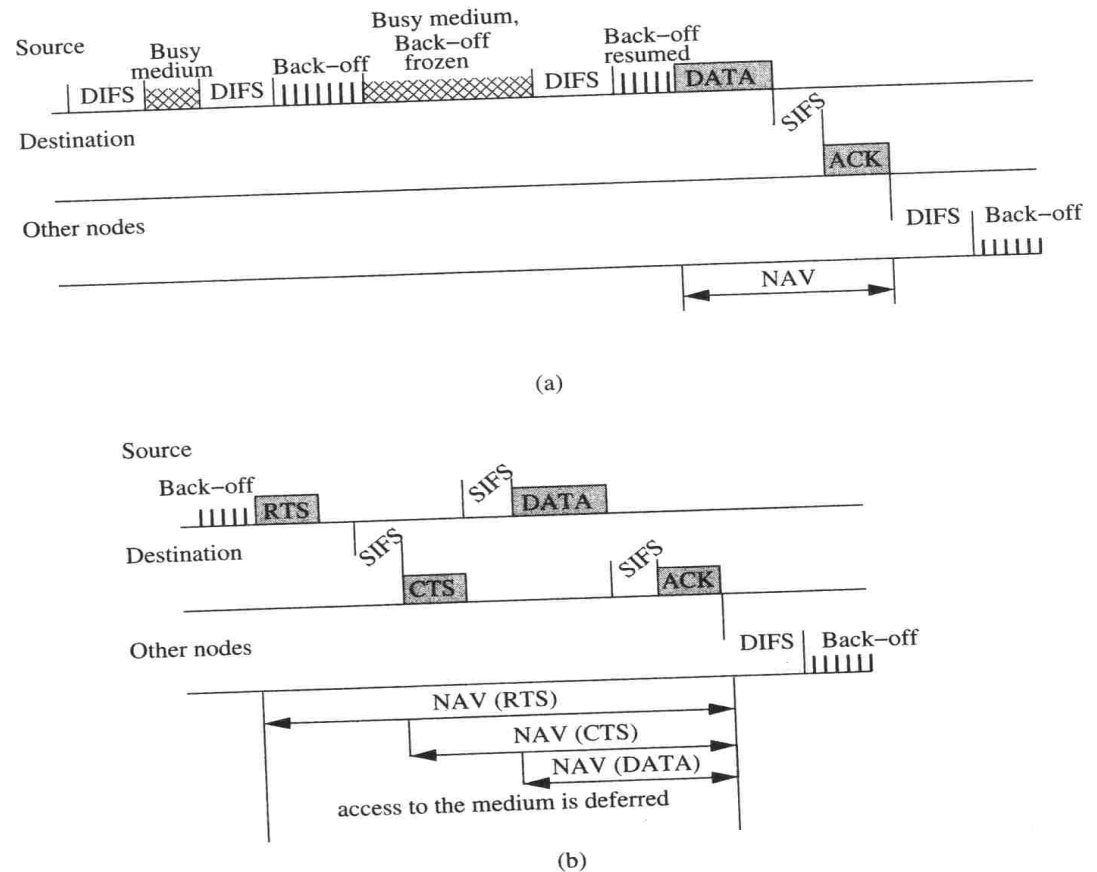 Source
Busy
medium
Busy medium,
Back-off
frozen
Back-off
Back-off
resumed
DIFS
DIFS
DIFS
DATA
SIFS
Destination
ACK
Other nodes
DIFS
Back-off
NAV
(a)
Source
Back-off
RTS
SIFS
DATA
Destination
SIFS
CTS
SIFS
ACK
Other nodes
DIFS
Back-off
NAV (RTS)
NAV (CTS)
NAV (DATA)
access to the medium is deferred
(b)